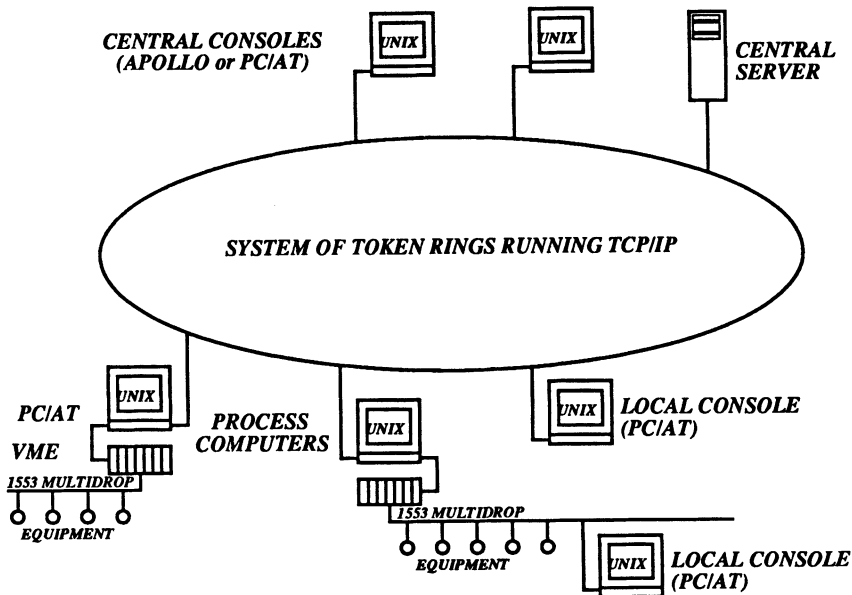 CENTRAL CONSOLES
(APOLLO or PC/AT)
UNIX
UNIX
CENTRAL
SERVER
SYSTEM OF TOKEN RINGS RUNNING TCP/IP
PC/AT
UNIX
VME
1553 MULTIDROP
EQUIPMENT
PROCESS
COMPUTERS
UNIX
1553 MULTIDROP
EQUIPMENT
UNIX
LOCAL CONSOLE
(PC/AT)
UNIX
LOCAL CONSOLE
(PC/AT)